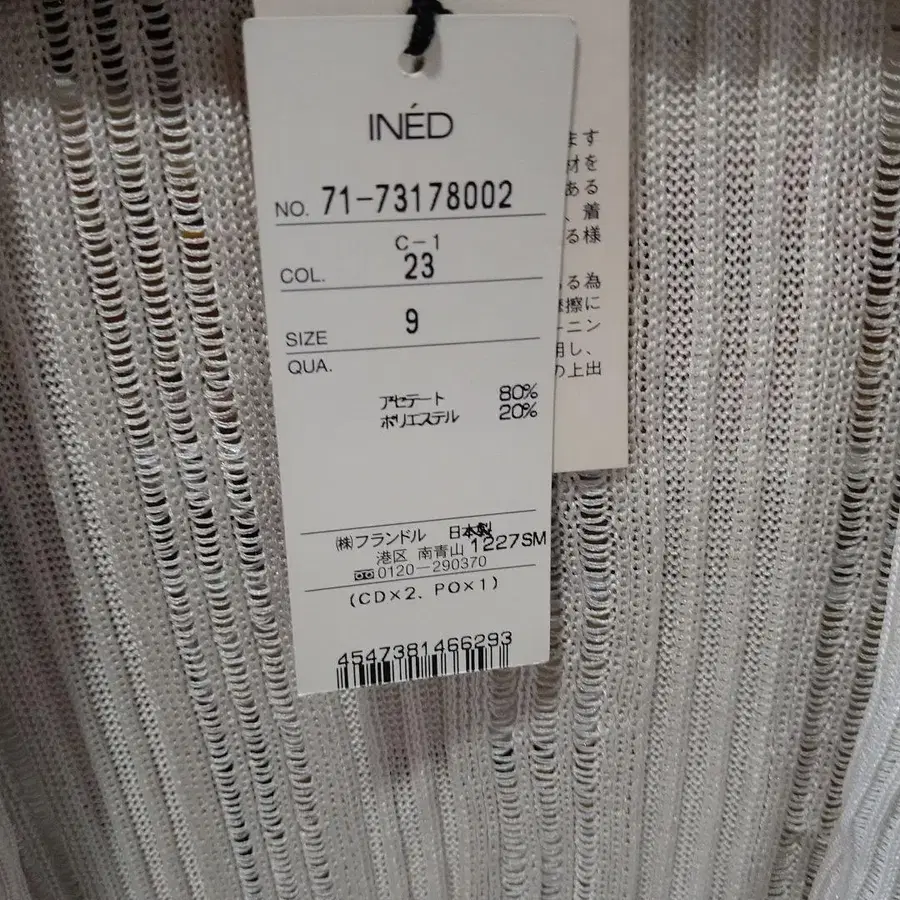 INÉD
NO. 71-73178002
C-1
COL. 23
SIZE 9
QUA.
アセテート 80%
ポリエステル 20%
㈱フランドル 日本製
港区 南青山 1227SM
0120-290370
(CD×2、PO×1)
4547381466293
ます
材を
ある
、着
る様
る為
摩擦に
ーニン
用し、
の上出